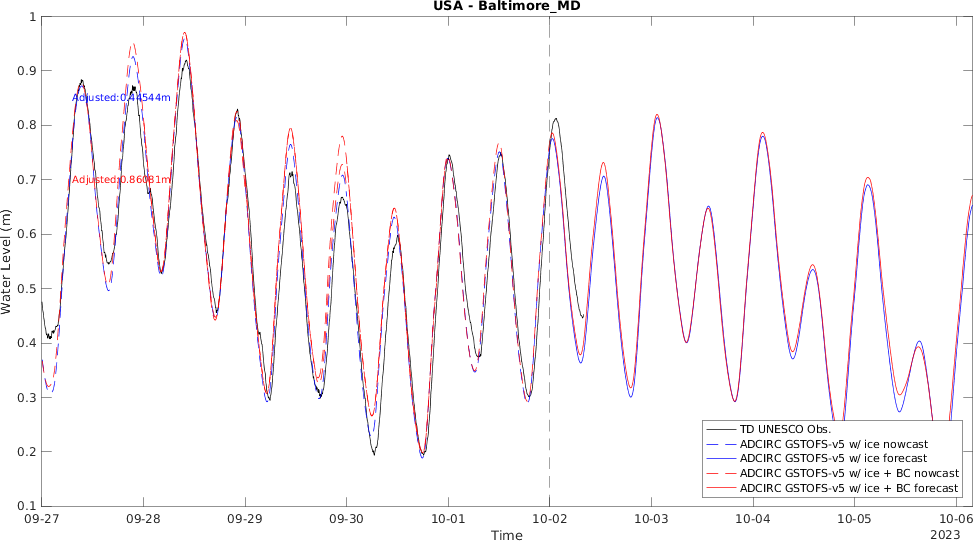 USA - Baltimore_MD
1
0.9
0.8
0.7
0.6
0.5
0.4
0.3
0.2
0.1
Water Level (m)
Adjusted:0.44544m
Adjusted:0.86081m
TD UNESCO Obs.
ADCIRC GSTOFS-v5 w/ ice nowcast
ADCIRC GSTOFS-v5 w/ ice forecast
ADCIRC GSTOFS-v5 w/ ice + BC nowcast
ADCIRC GSTOFS-v5 w/ ice + BC forecast
09-27 09-28 09-29 09-30 10-01 10-02 10-03 10-04 10-05 10-06
Time
2023